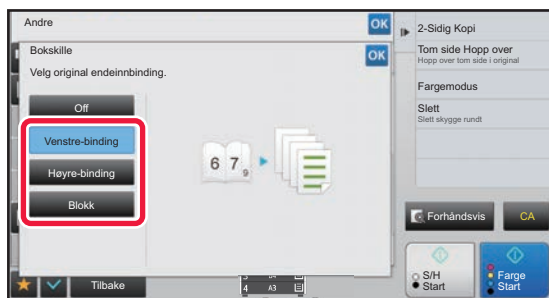 Andre
OK
Bokskille
OK
Velg original endeinnbinding.
Off
Venstre-binding
Høyre-binding
Blokk
6 7 9
Tilbake
4 A3
2-Sidig Kopi
Tom side Hopp over
Hopp over tom side i original
Fargemodus
Slett
Slett skygge rundt
Forhåndsvis
CA
S/H
Start
Farge
Start